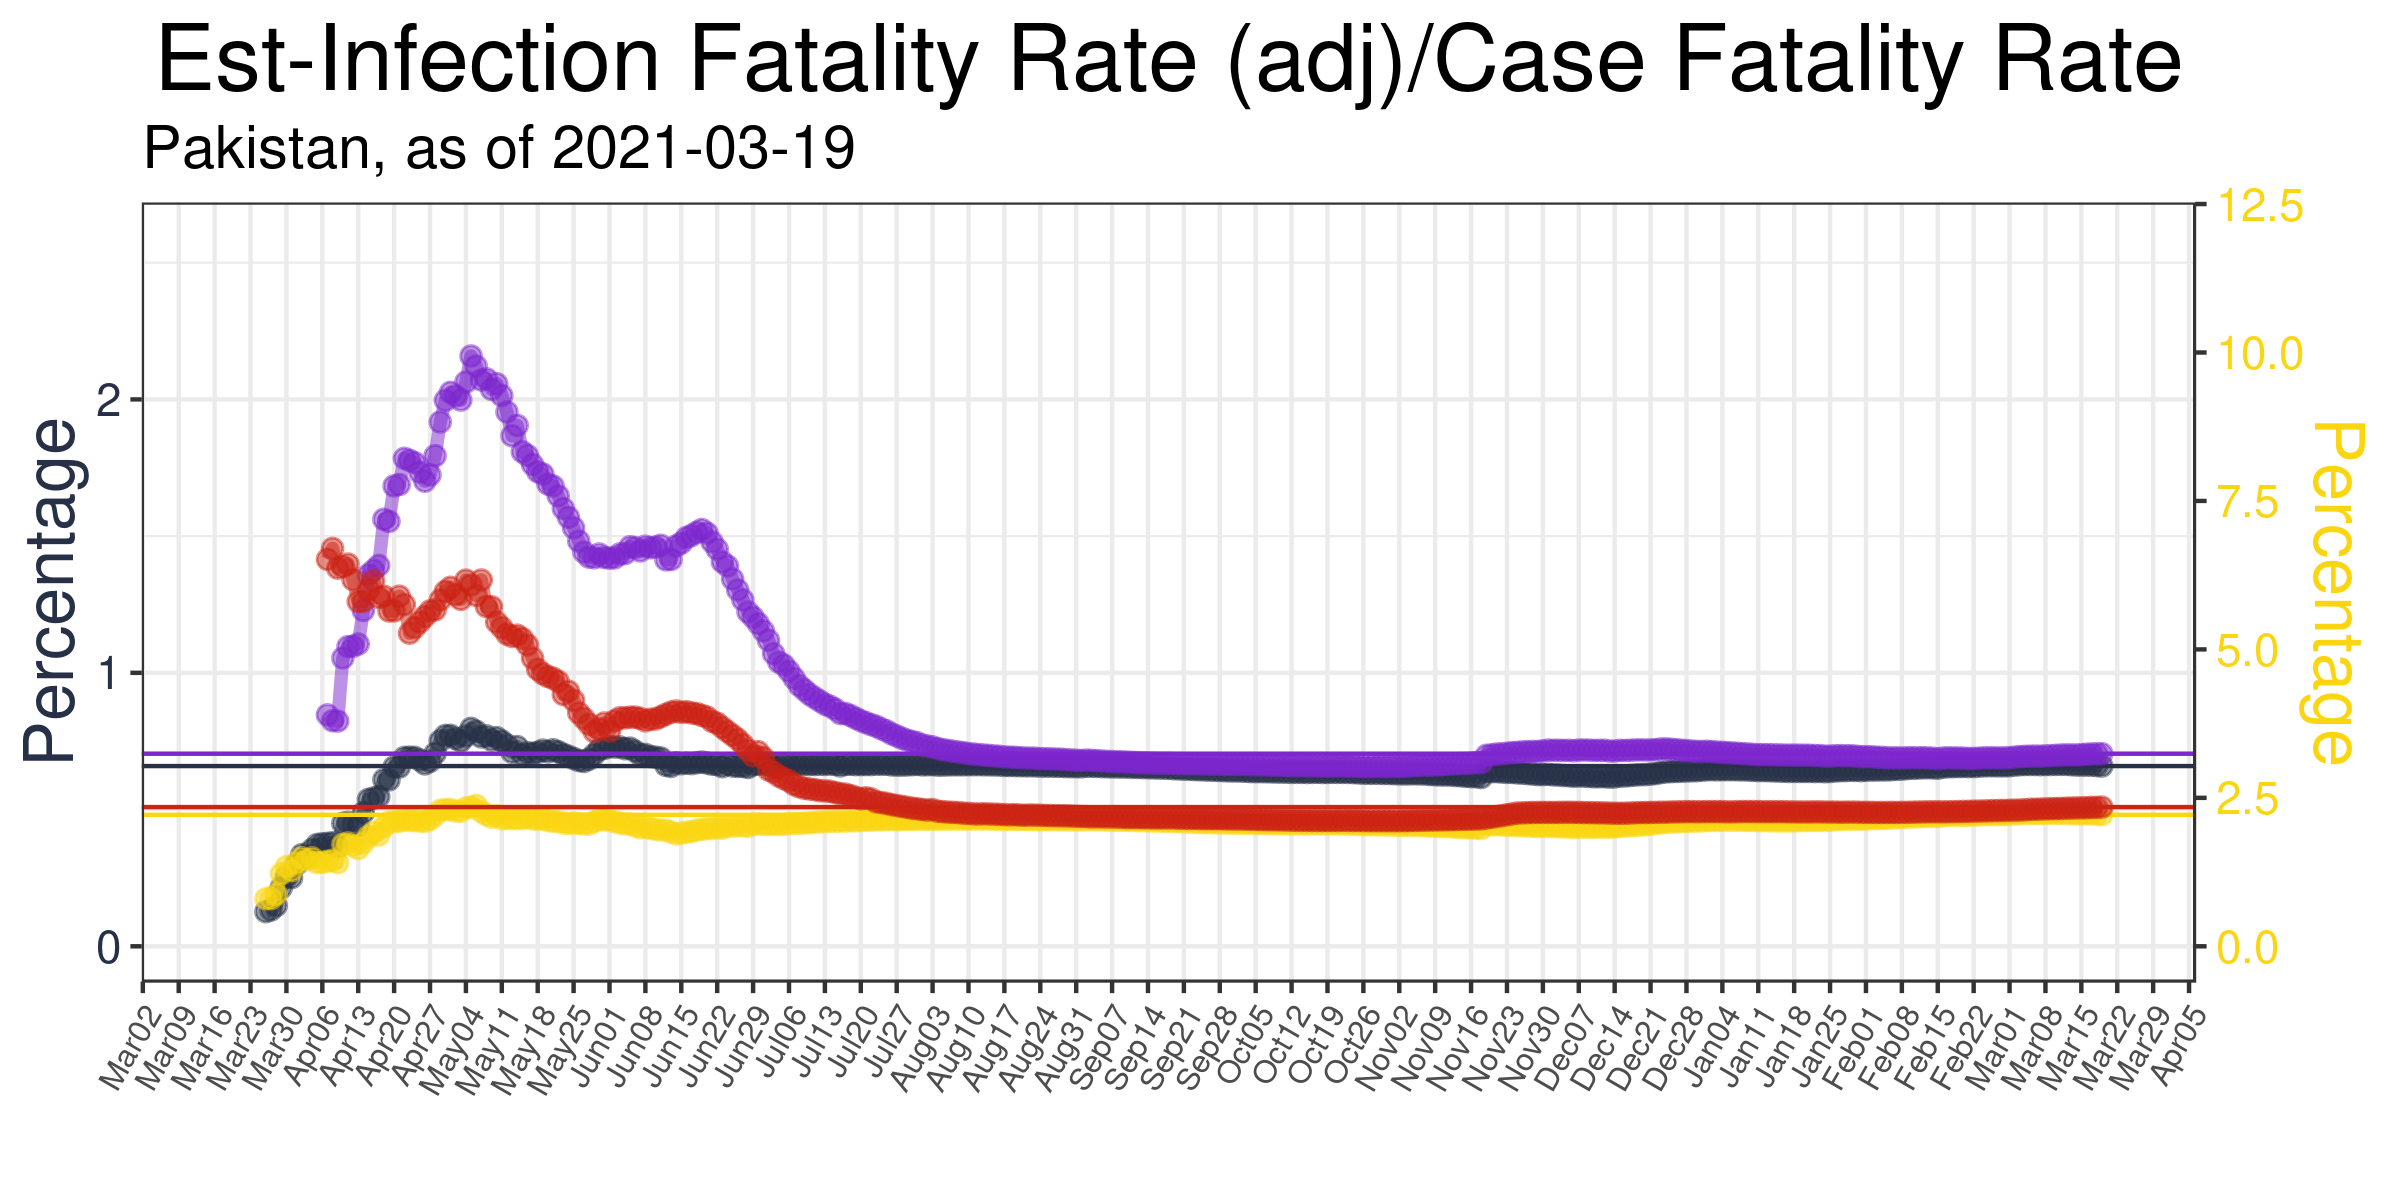 Est-Infection Fatality Rate (adj)/Case Fatality Rate
Pakistan, as of 2021-03-19
Percentage
2
1
0
12.5
10.0
7.5
5.0
2.5
0.0
Percentage
Mar02
Mar09
Mar16
Mar23
Mar30
Apr06
Apr13
Apr20
Apr27
May04
May11
May18
May25
Jun01
Jun08
Jun15
Jun22
Jun29
Jul06
Jul13
Jul20
Jul27
Aug03
Aug10
Aug17
Aug24
Aug31
Sep07
Sep14
Sep21
Sep28
Oct05
Oct12
Oct19
Oct26
Nov02
Nov09
Nov16
Nov23
Nov30
Dec07
Dec14
Dec21
Dec28
Jan04
Jan11
Jan18
Jan25
Feb01
Feb08
Feb15
Feb22
Mar01
Mar08
Mar15
Mar22
Mar29
Apr05